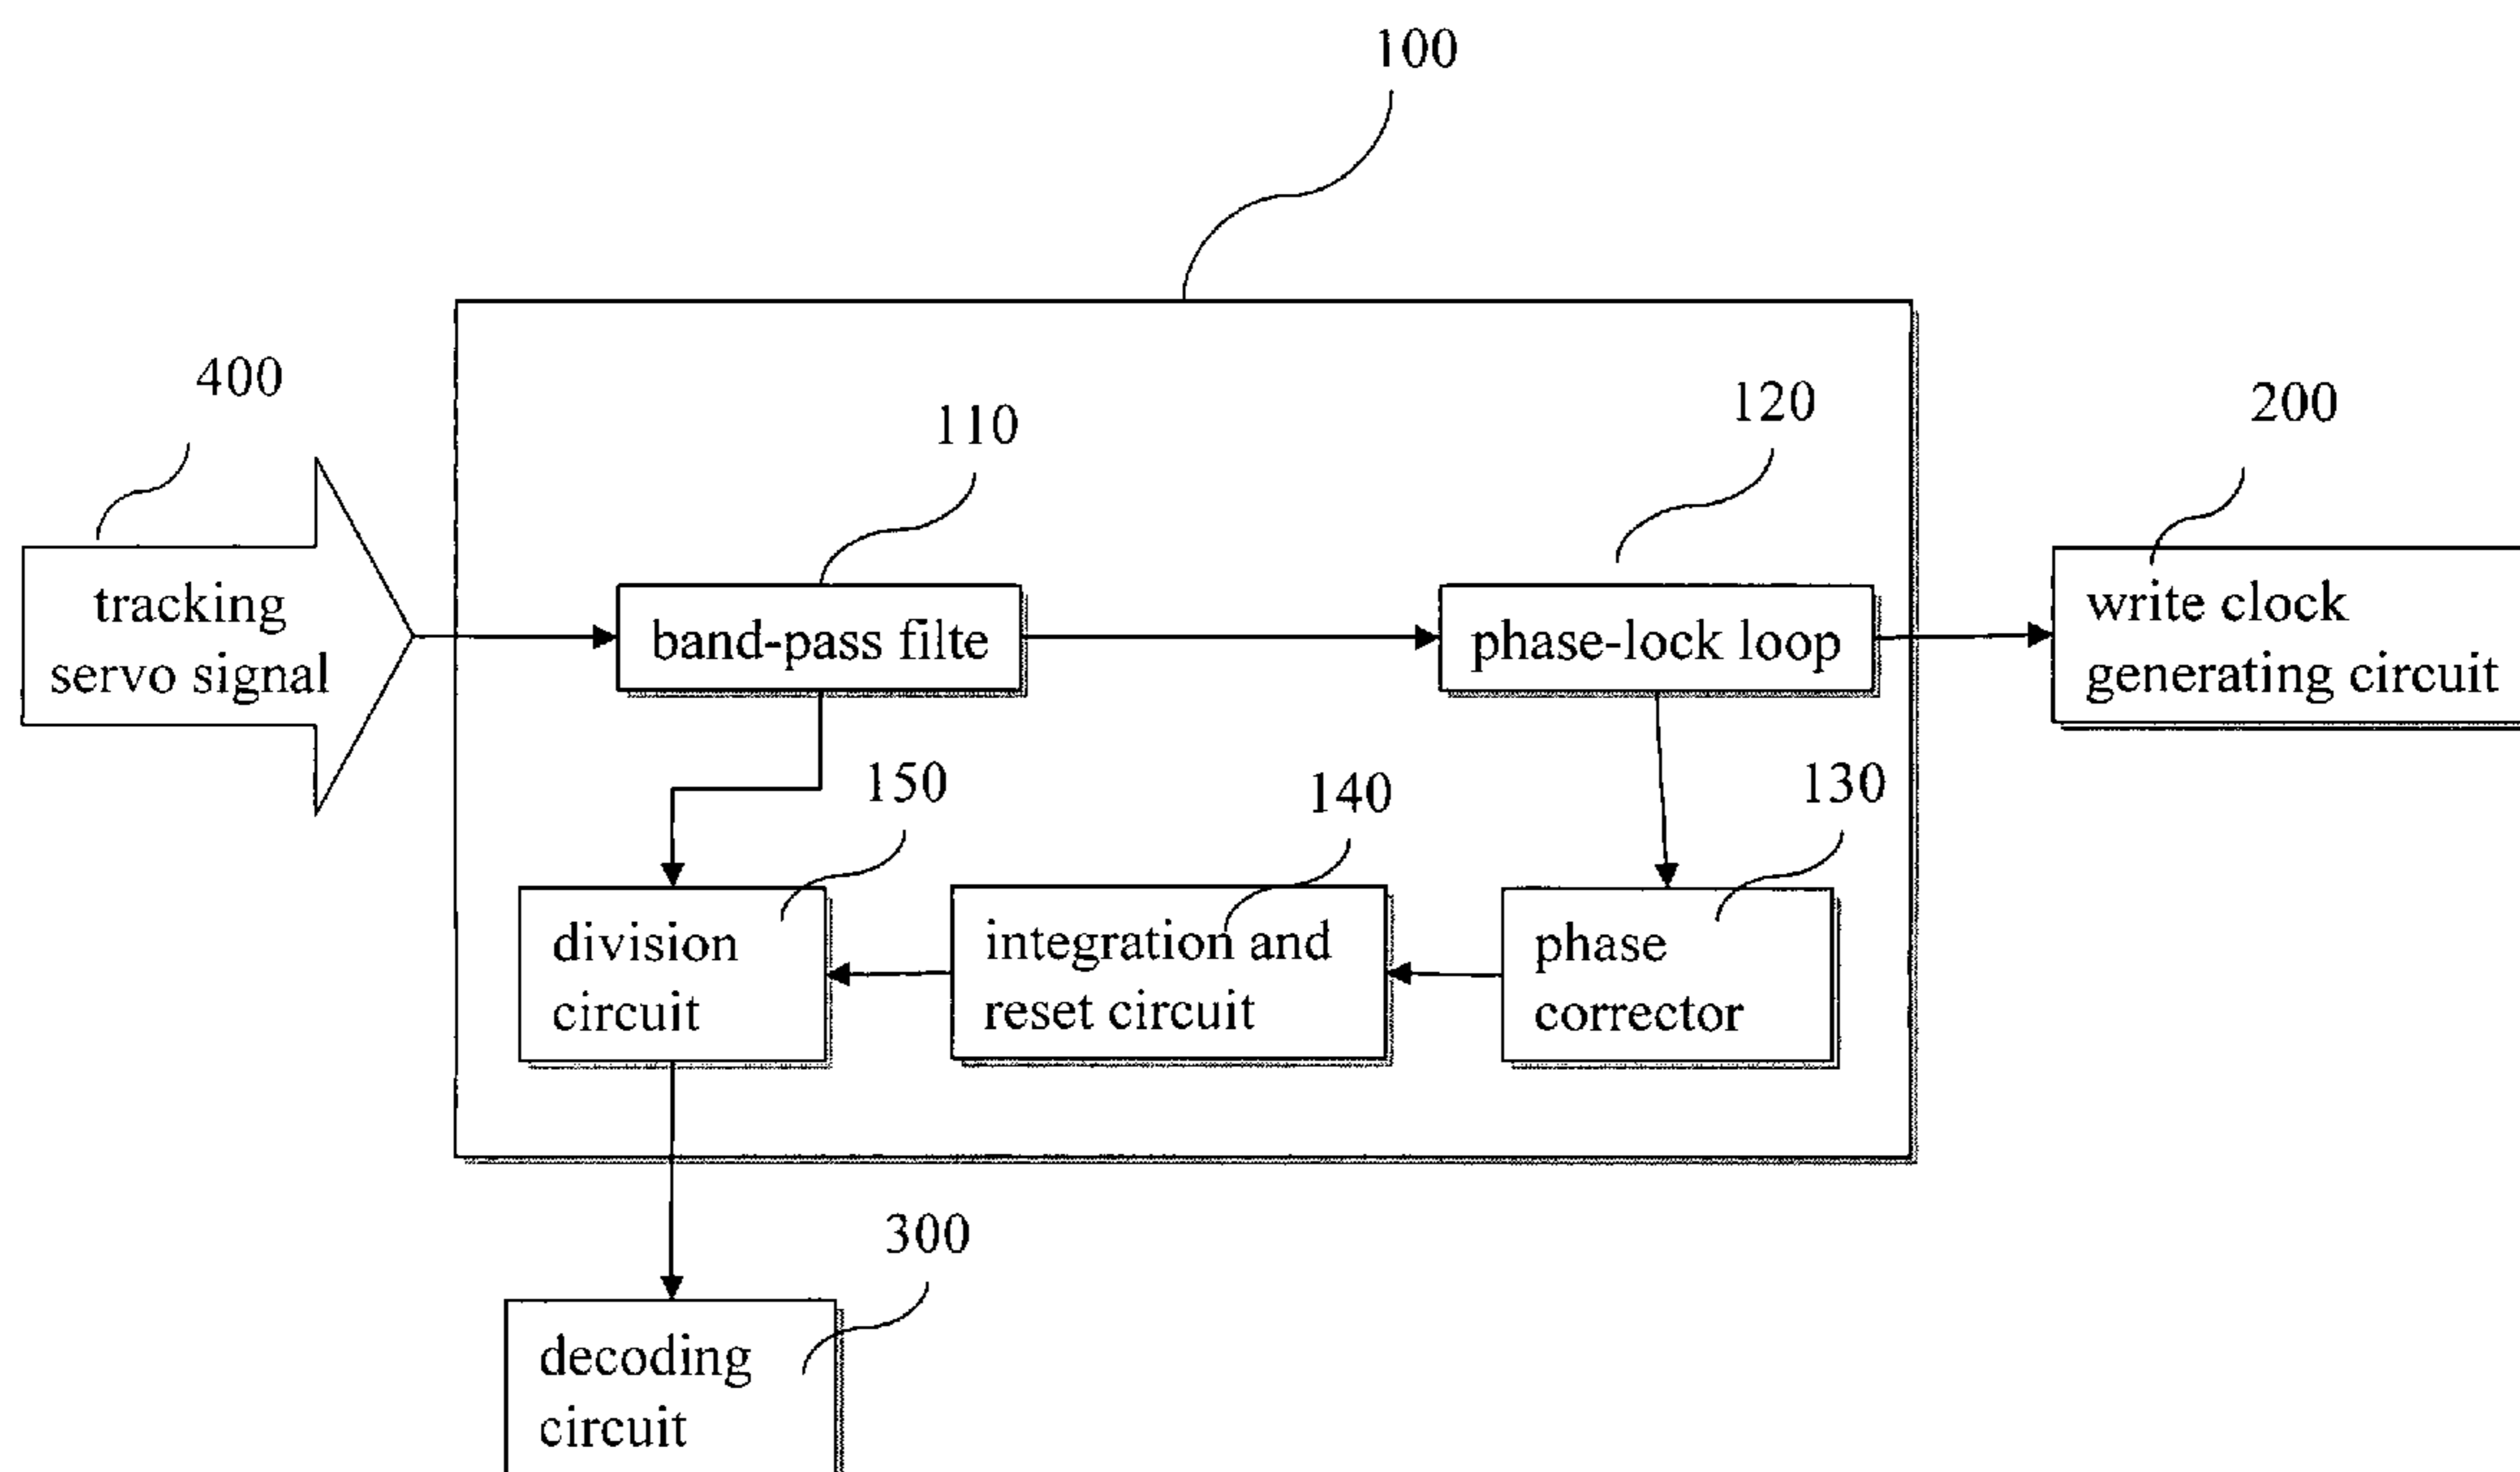 100
400
110
120
200
tracking
servo signal
band-pass filte
phase-lock loop
write clock
generating circuit
150
140
130
division
circuit
integration and
reset circuit
phase
corrector
300
decoding
circuit